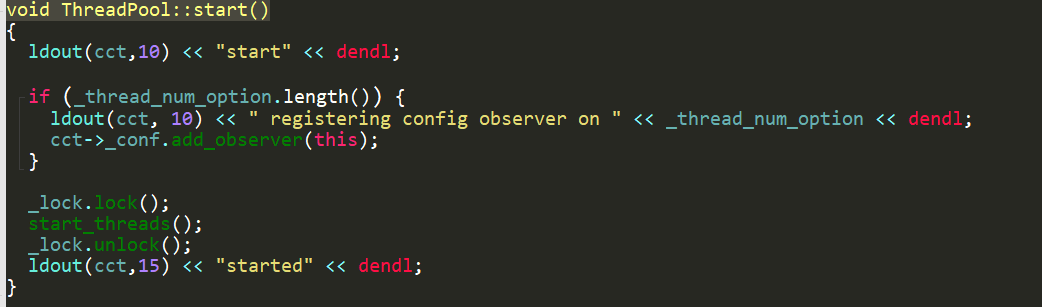 void ThreadPool::start()
{
  ldout(cct,10) << "start" << dendl;

  if (_thread_num_option.length()) {
    ldout(cct, 10) << " registering config observer on " << _thread_num_option << dendl;
    cct->_conf.add_observer(this);
  }

  _lock.lock();
  start_threads();
  _lock.unlock();
  ldout(cct,15) << "started" << dendl;
}